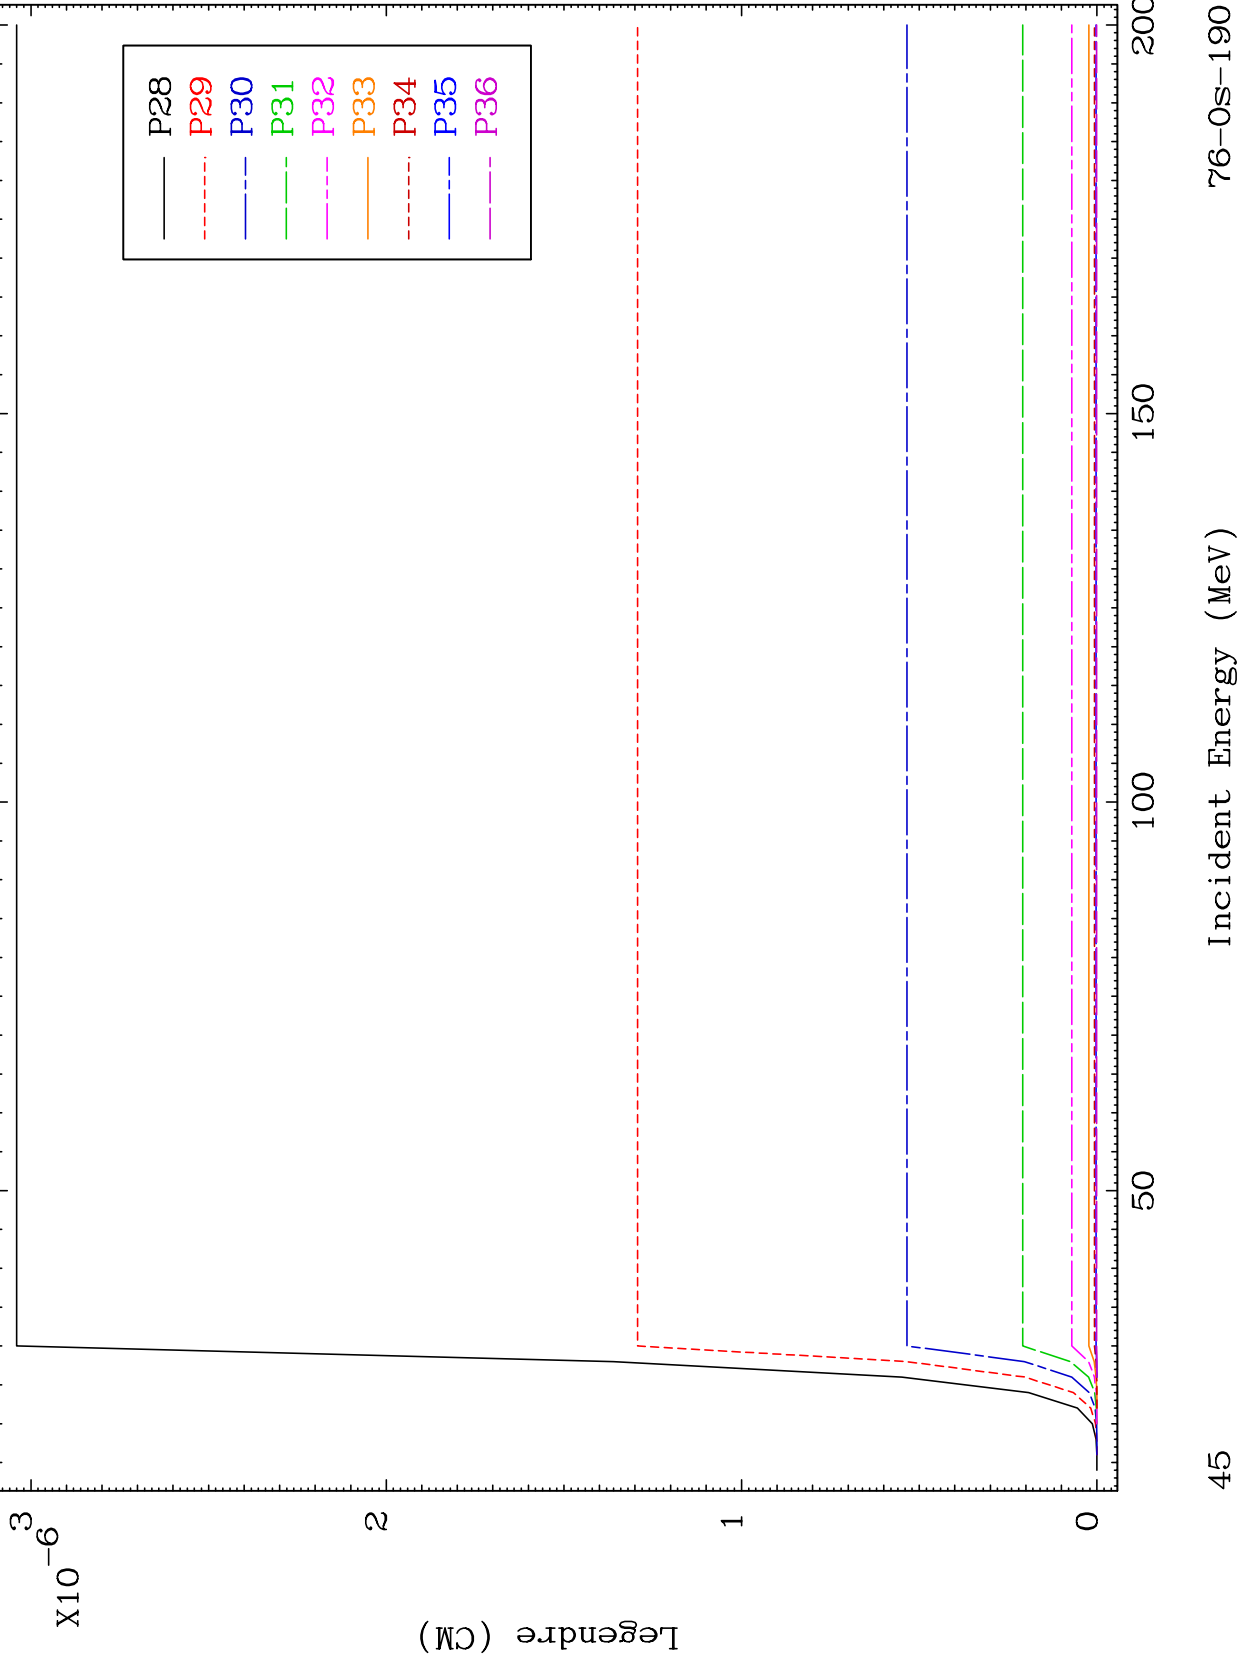 P28
P29
P30
P31
P32
P33
P34
P35
P36
3
2
1
0
X10⁻⁶
Legendre (CM)
50
100
150
200
Incident Energy (MeV)
45
76-Os-190